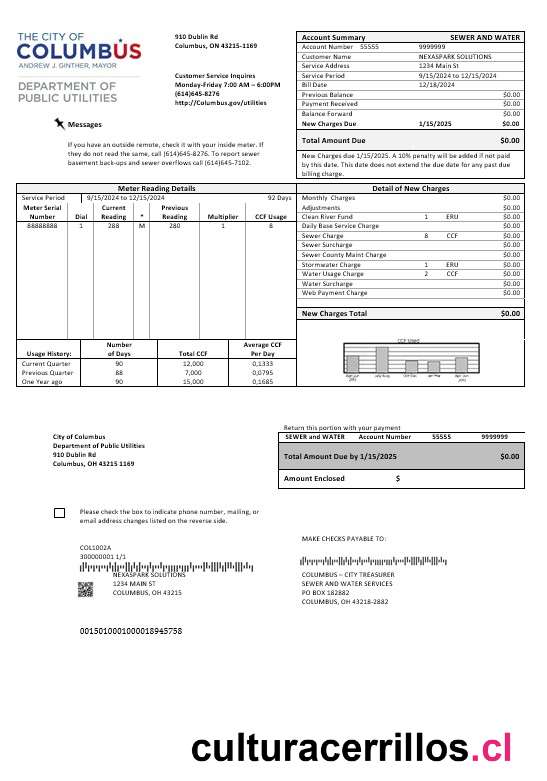 THE CITY OF
COLUMBUS
ANDREW J. GINTHER, MAYOR
DEPARTMENT OF
PUBLIC UTILITIES
910 Dublin Rd
Columbus, ON 43215-1169
Customer Service Inquires
Monday-Friday 7:00 AM – 6:00PM
(614)645-8276
http://Columbus.gov/utilities
Messages
If you have an outside remote, check it with your inside meter. If
they do not read the same, call (614)645-8276. To report sewer
basement back-ups and sewer overflows call (614)645-7102.
Account Summary SEWER AND WATER
Account Number 55555 9999999
Customer Name NEXASPARK SOLUTIONS
Service Address 1234 Main St
Service Period 9/15/2024 to 12/15/2024
Bill Date 12/18/2024
Previous Balance $0.00
Payment Received $0.00
Balance Forward $0.00
New Charges Due 1/15/2025 $0.00
Total Amount Due $0.00
New Charges due 1/15/2025. A 10% penalty will be added if not paid
by this date. This date does not extend the due date for any past due
billing charge.
Meter Reading Details
Service Period 9/15/2024 to 12/15/2024 92 Days
Meter Serial Current Previous
Number Dial Reading * Reading Multiplier CCF Usage
88888888 1 288 M 280 1 8
Number Average CCF
Usage History: of Days Total CCF Per Day
Current Quarter 90 12,000 0,1333
Previous Quarter 88 7,000 0,0795
One Year ago 90 15,000 0,1685
Detail of New Charges
Monthly Charges $0.00
Adjustments $0.00
Clean River Fund 1 ERU $0.00
Daily Base Service Charge $0.00
Sewer Charge 8 CCF $0.00
Sewer Surcharge $0.00
Sewer County Maint Charge $0.00
Stormwater Charge 1 ERU $0.00
Water Usage Charge 2 CCF $0.00
Water Surcharge $0.00
Web Payment Charge $0.00
New Charges Total $0.00
CCF Used
City of Columbus
Department of Public Utilities
910 Dublin Rd
Columbus, OH 43215 1169
Return this portion with your payment
SEWER and WATER Account Number 55555 9999999
Total Amount Due by 1/15/2025 $0.00
Amount Enclosed $
Please check the box to indicate phone number, mailing, or
email address changes listed on the reverse side.
COL1002A
300000001 1/1
NEXASPARK SOLUTIONS
1234 MAIN ST
COLUMBUS, OH 43215
MAKE CHECKS PAYABLE TO:
COLUMBUS – CITY TREASURER
SEWER AND WATER SERVICES
PO BOX 182882
COLUMBUS, OH 43218-2882
0015010001000018945758
culturacerrillos.cl